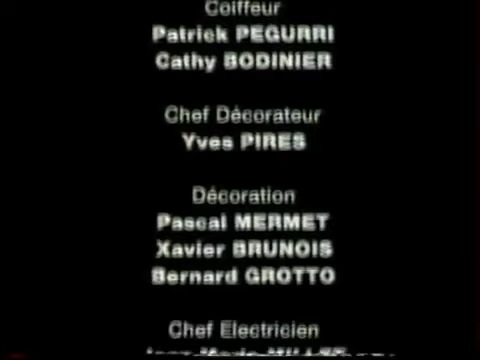 Coiffeur
Patrick PEGURRI
Cathy BODINIER
Chef Décorateur
Yves PIRES
Décoration
Pascal MERMET
Xavier BRUNOIS
Bernard GROTTO
Chef Electricien